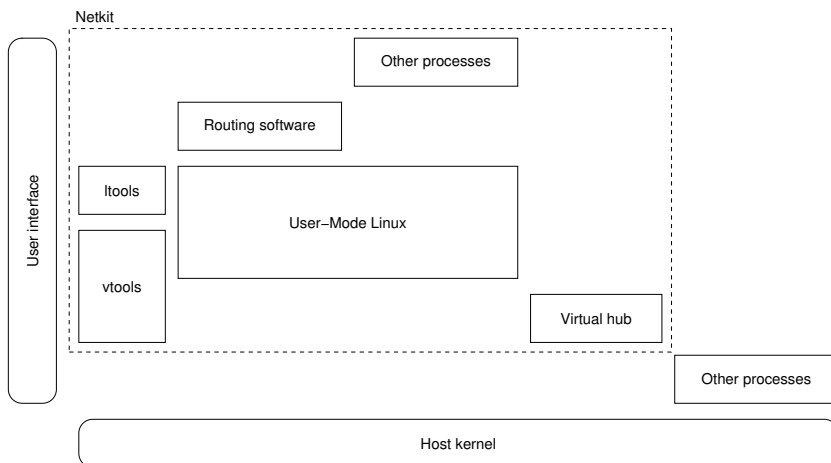 Netkit
Other processes
Routing software
User interface
ltools
User−Mode Linux
vtools
Virtual hub
Other processes
Host kernel